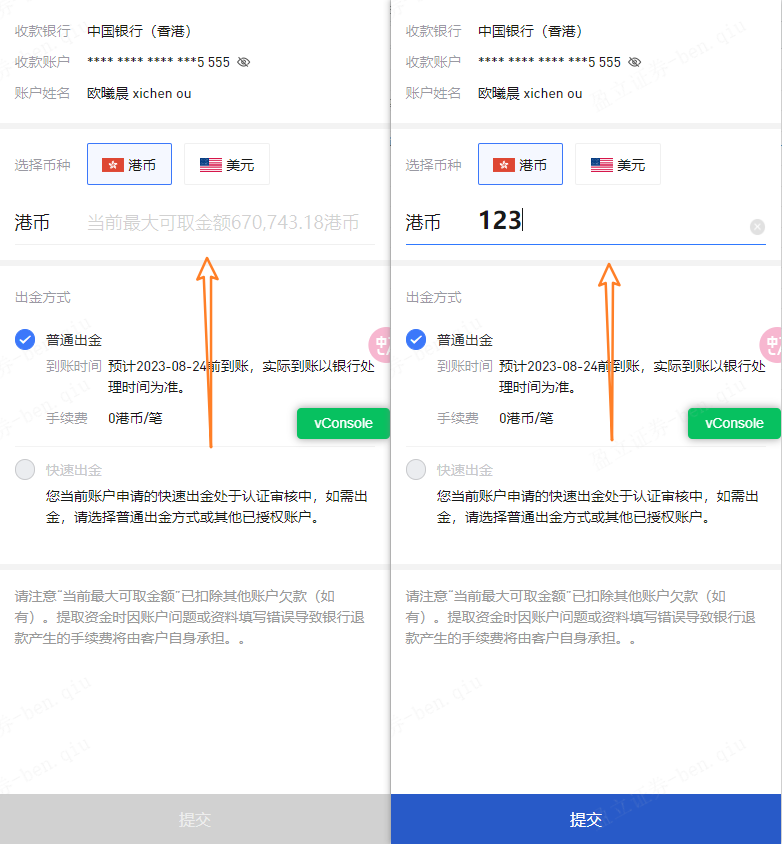 收款银行 中国银行（香港）
收款账户 **** **** **** ***5 555
账户姓名 欧曦晨 xichen ou
选择币种 港币 美元
港币 当前最大可取金额670,743.18港币
出金方式
普通出金
到账时间 预计2023-08-24前到账，实际到账以银行处
理时间为准。
手续费 0港币/笔
vConsole
快速出金
您当前账户申请的快速出金处于认证审核中，如需出
金，请选择普通出金方式或其他已授权账户。
请注意“当前最大可取金额”已扣除其他账户欠款（如
有）。提取资金时因账户问题或资料填写错误导致银行退
款产生的手续费将由客户自身承担。。
提交
收款银行 中国银行（香港）
收款账户 **** **** **** ***5 555
账户姓名 欧曦晨 xichen ou
选择币种 港币 美元
港币 123
出金方式
普通出金
到账时间 预计2023-08-24前到账，实际到账以银行处
理时间为准。
手续费 0港币/笔
vConsole
快速出金
您当前账户申请的快速出金处于认证审核中，如需出
金，请选择普通出金方式或其他已授权账户。
请注意“当前最大可取金额”已扣除其他账户欠款（如
有）。提取资金时因账户问题或资料填写错误导致银行退
款产生的手续费将由客户自身承担。。
提交